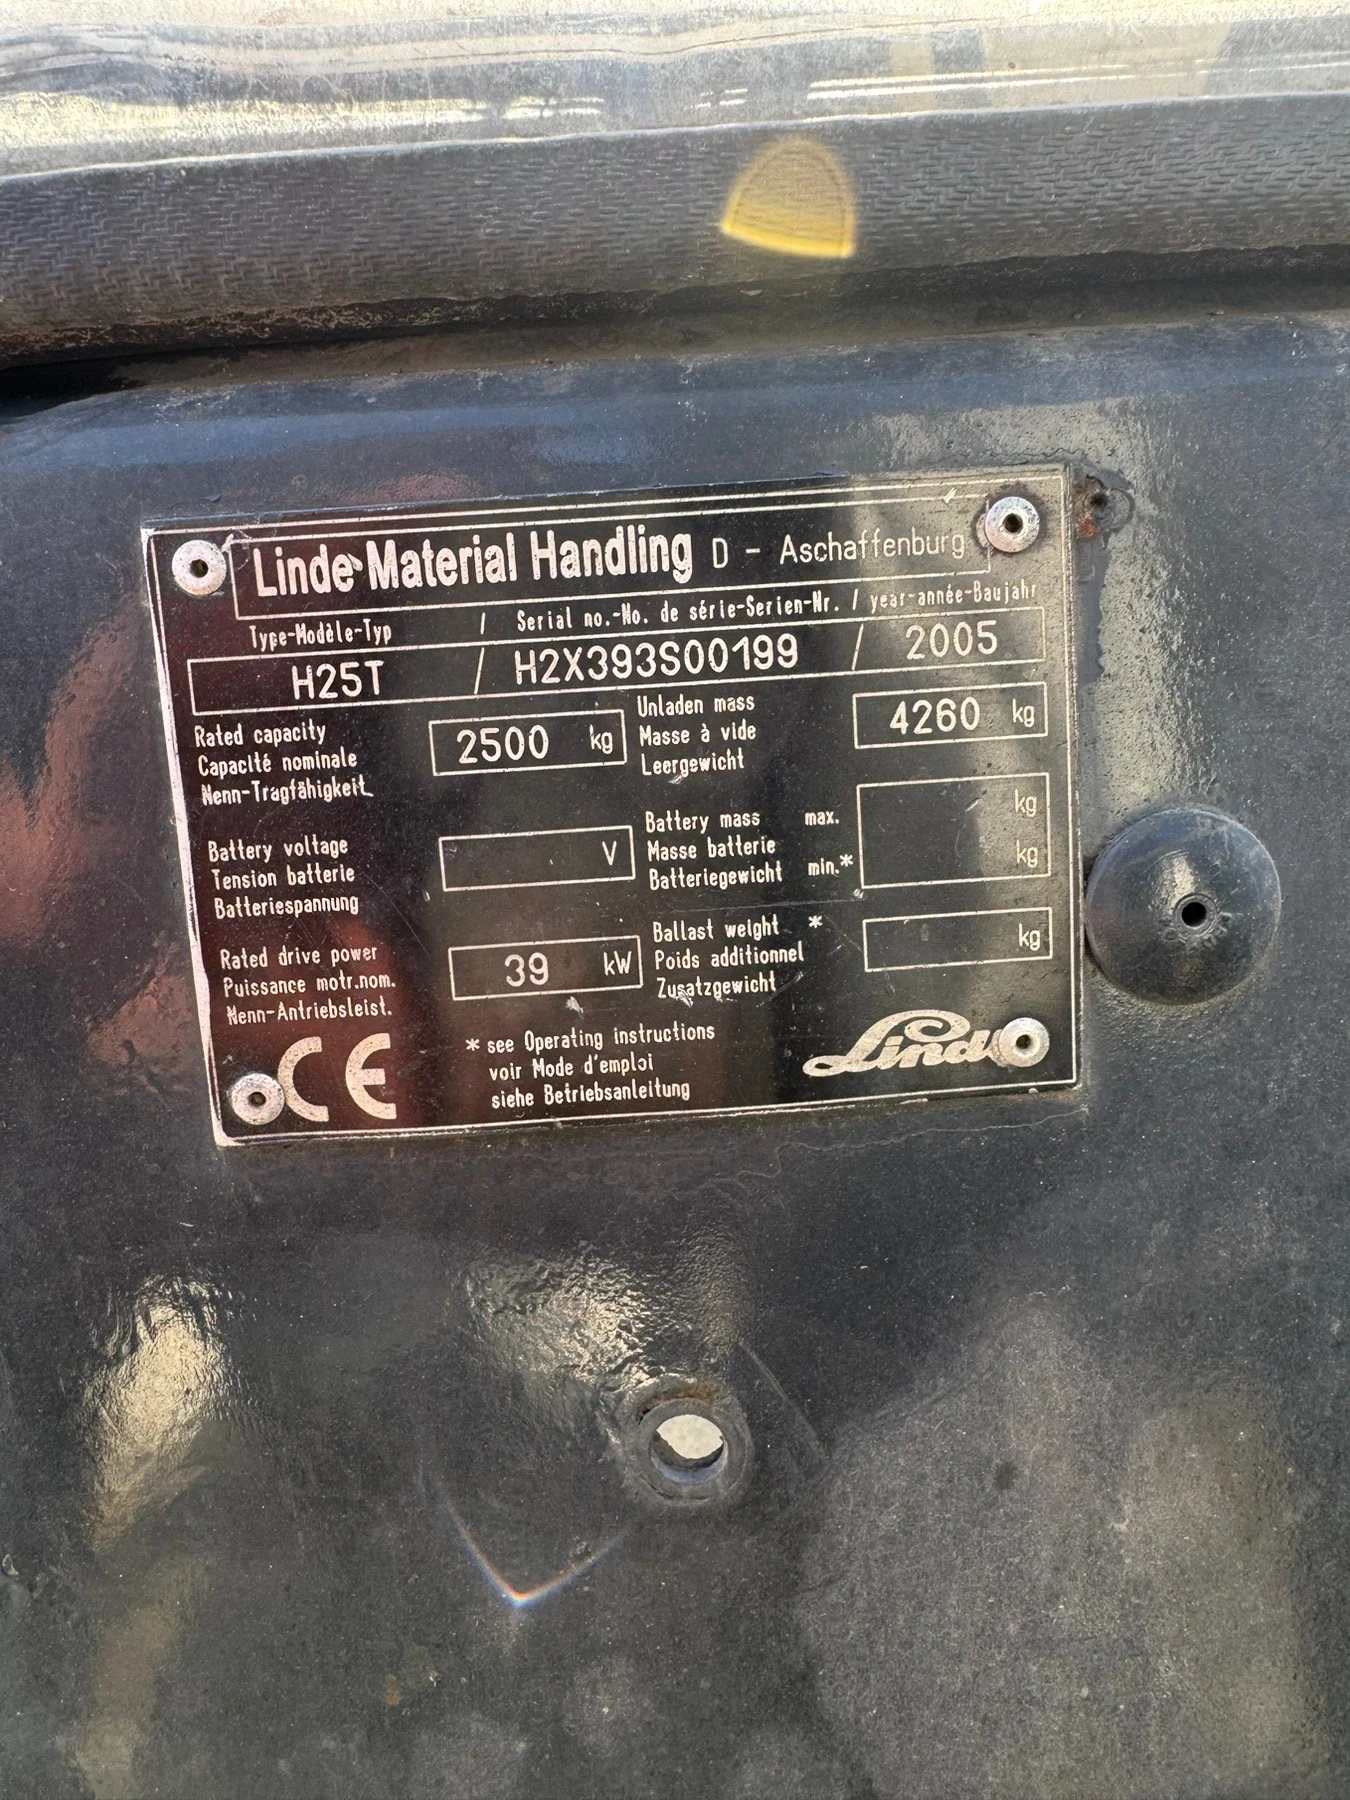 Linde Material Handling D - Aschaffenburg
Type-Modèle-Typ / Serial no.-No. de série-Serien-Nr. / year-année-Baujahr
H25T / H2X393S00199 / 2005
Rated capacity
Capacité nominale
Nenn-Tragfähigkeit
2500 kg
Unladen mass
Masse à vide
Leergewicht
4260 kg
Battery voltage
Tension batterie
Batteriespannung
V
Battery mass max. kg
Masse batterie
Batteriegewicht min.* kg
Rated drive power
Puissance motr.nom.
Nenn-Antriebsleist.
39 kW
Ballast weight *
Poids additionnel
Zusatzgewicht
kg
CE
* see Operating instructions
voir Mode d'emploi
siehe Betriebsanleitung
Linde